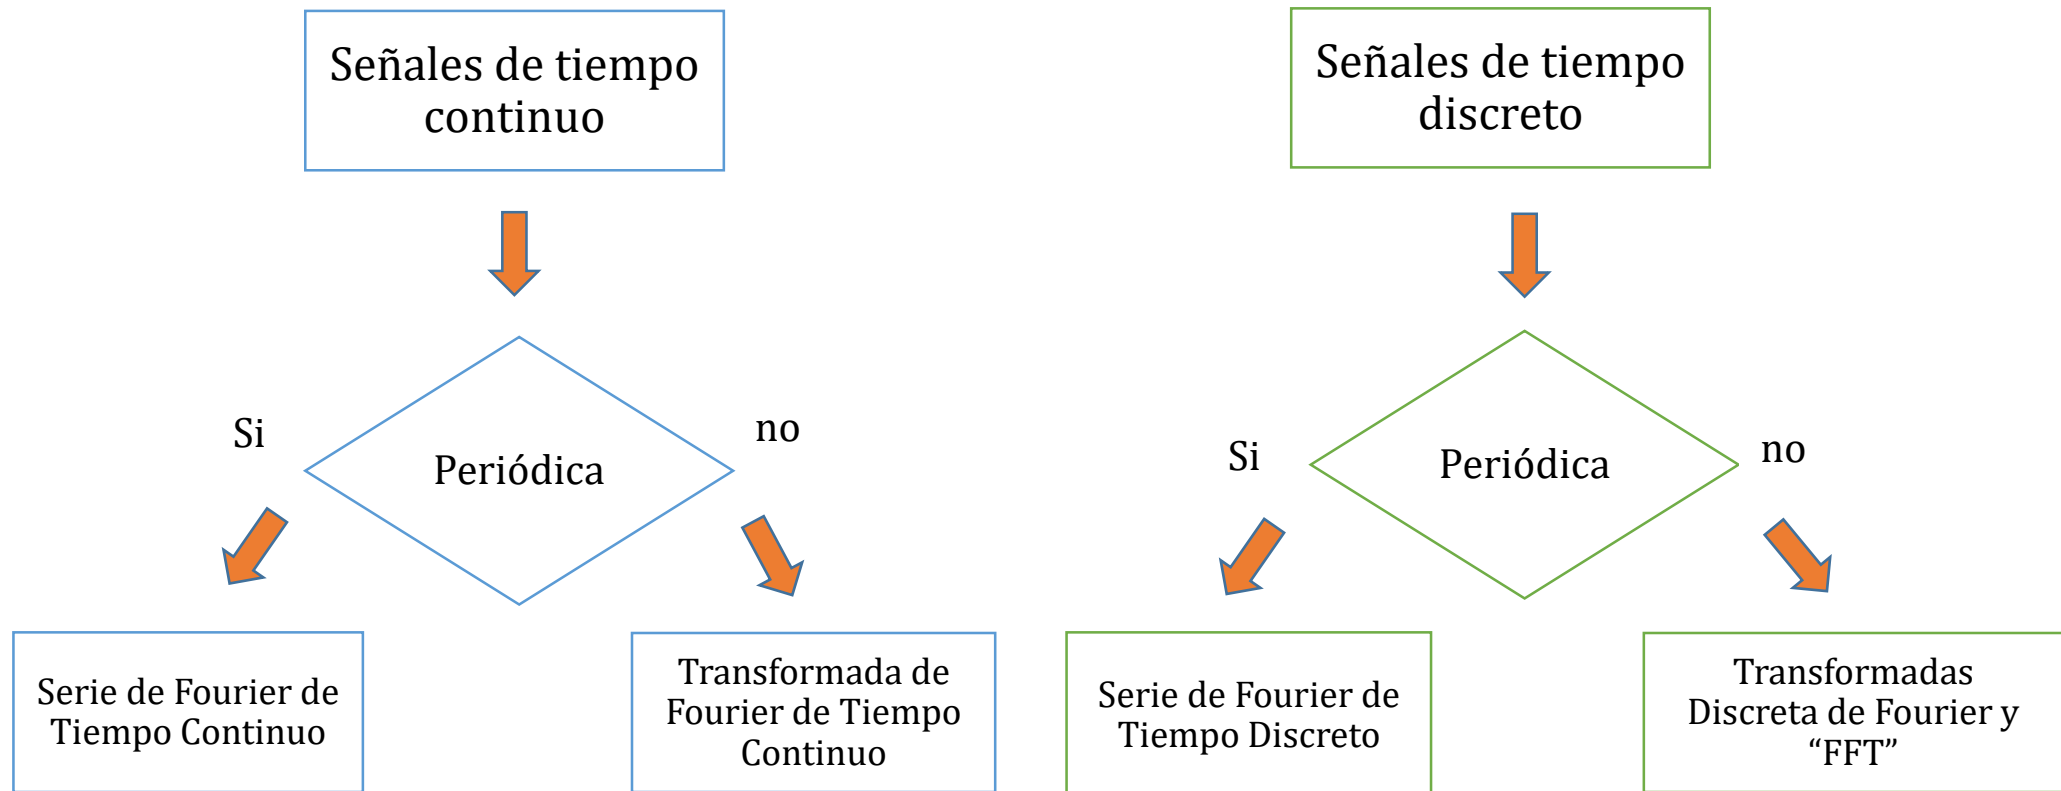 Señales de tiempo
continuo
Si
no
Periódica
Serie de Fourier de
Tiempo Continuo
Transformada de
Fourier de Tiempo
Continuo
Señales de tiempo
discreto
Si
no
Periódica
Serie de Fourier de
Tiempo Discreto
Transformadas
Discreta de Fourier y
“FFT”